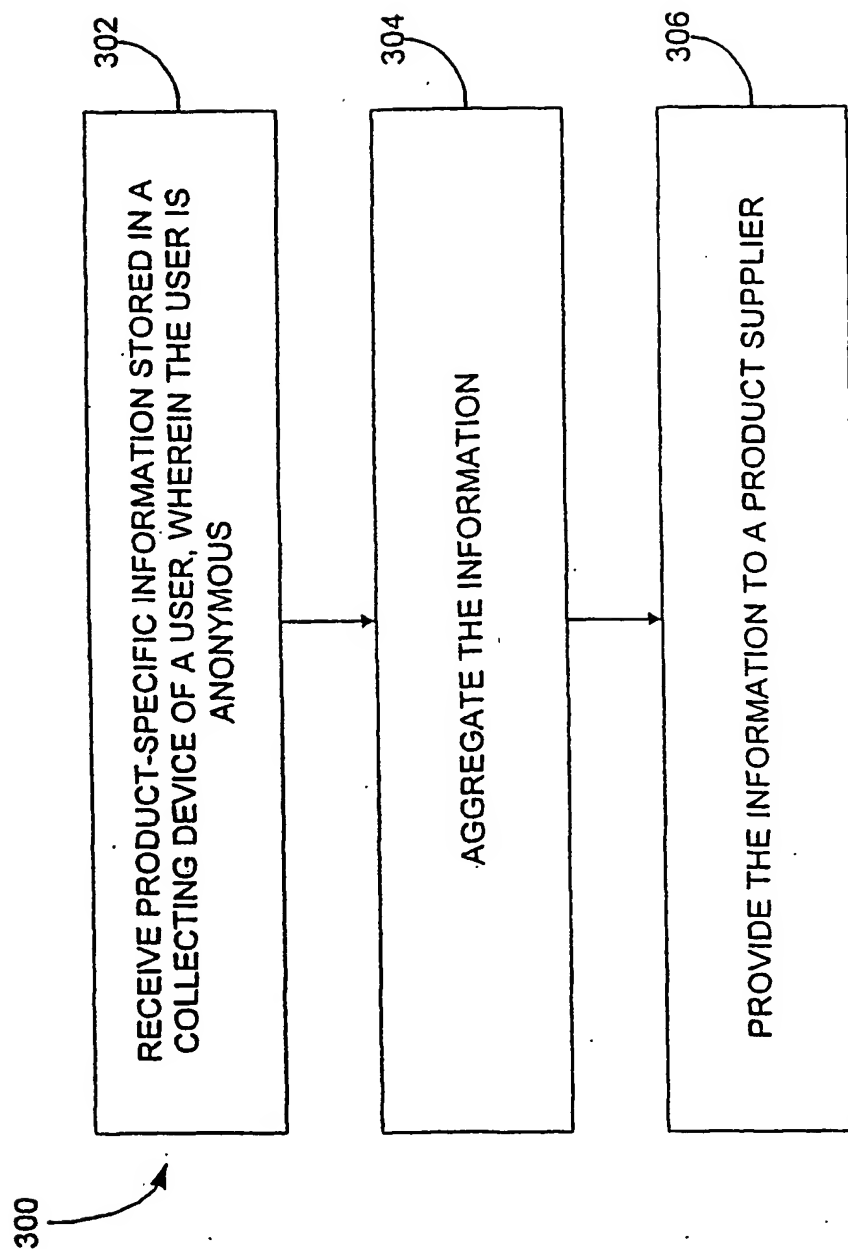 300
RECEIVE PRODUCT-SPECIFIC INFORMATION STORED IN A
COLLECTING DEVICE OF A USER, WHEREIN THE USER IS
ANONYMOUS
302
AGGREGATE THE INFORMATION
304
PROVIDE THE INFORMATION TO A PRODUCT SUPPLIER
306